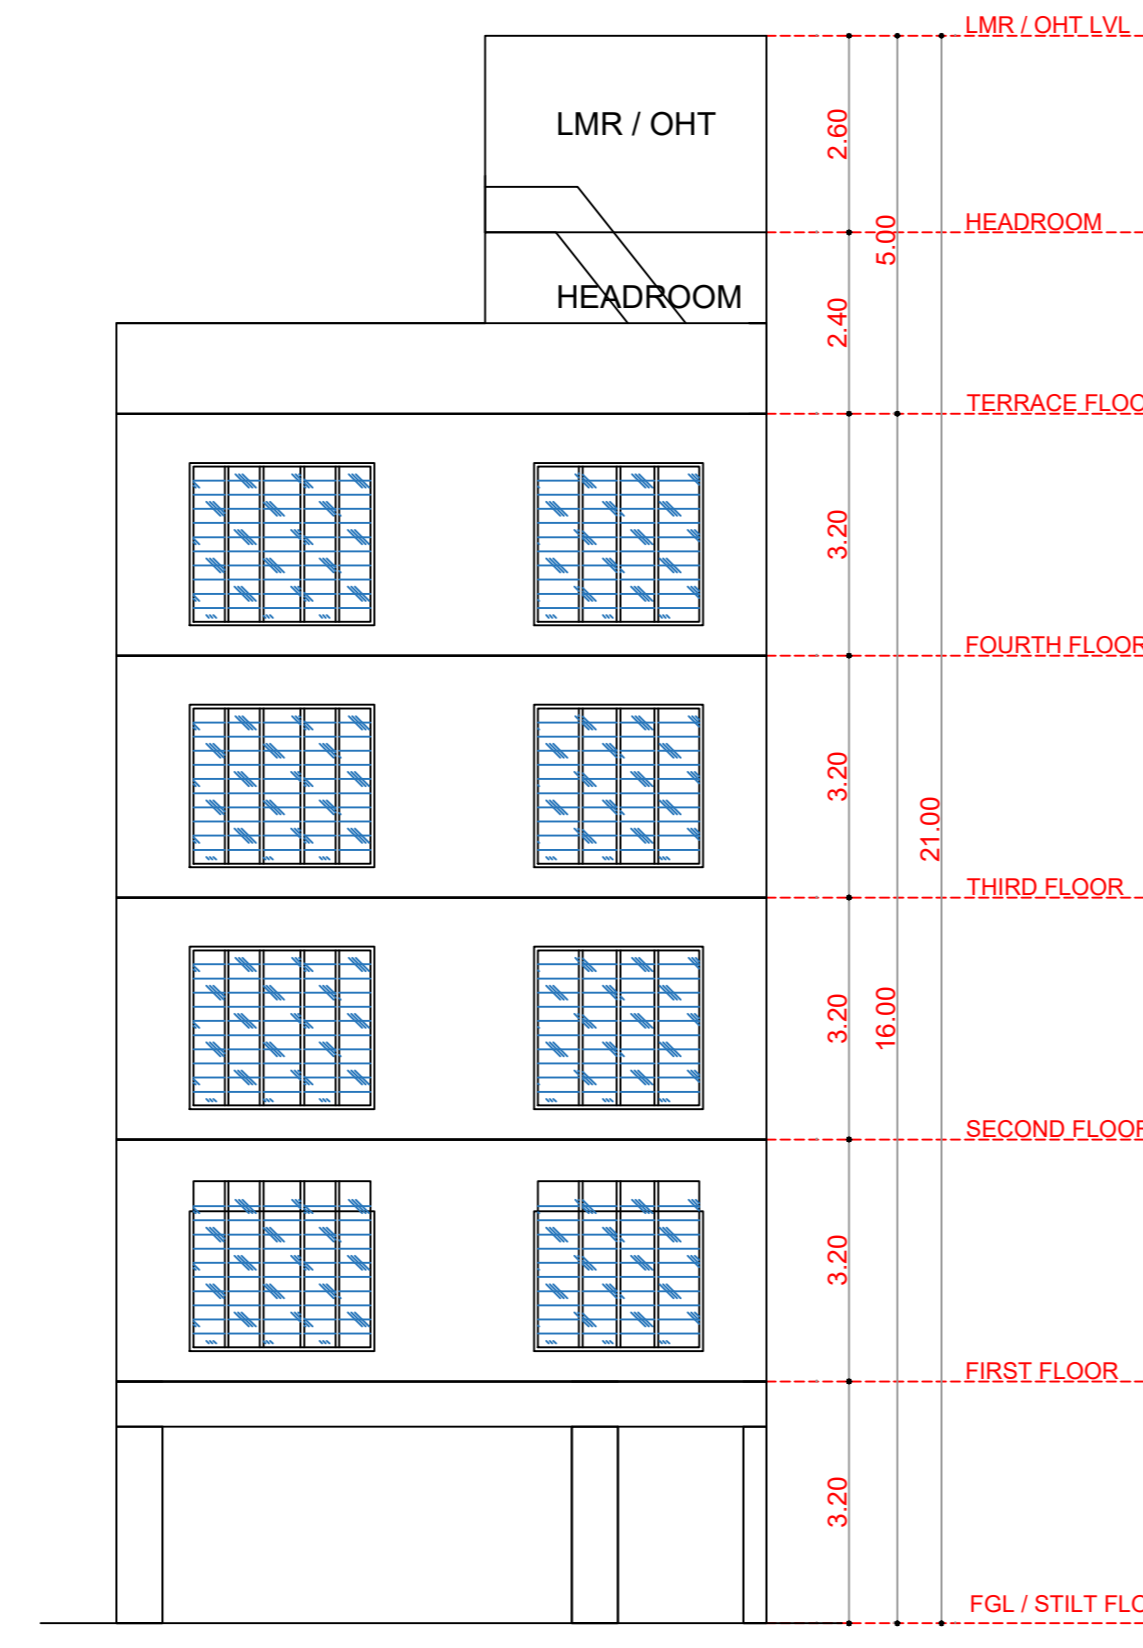 LMR / OHT LVL
LMR / OHT
2.60
HEADROOM
5.00
HEADROOM
2.40
TERRACE FLOO
3.20
FOURTH FLOOR
3.20
21.00
THIRD FLOOR
3.20
16.00
SECOND FLOOR
3.20
FIRST FLOOR
3.20
FGL / STILT FLO